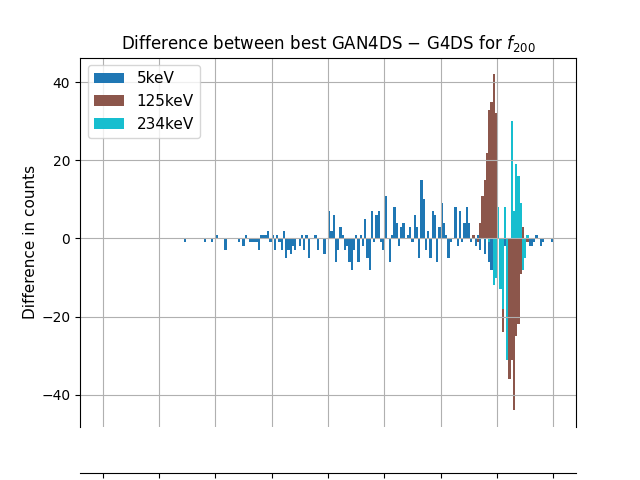 Difference between best GAN4DS − G4DS for f₂₀₀
5keV
125keV
234keV
40
20
0
−20
−40
Difference in counts